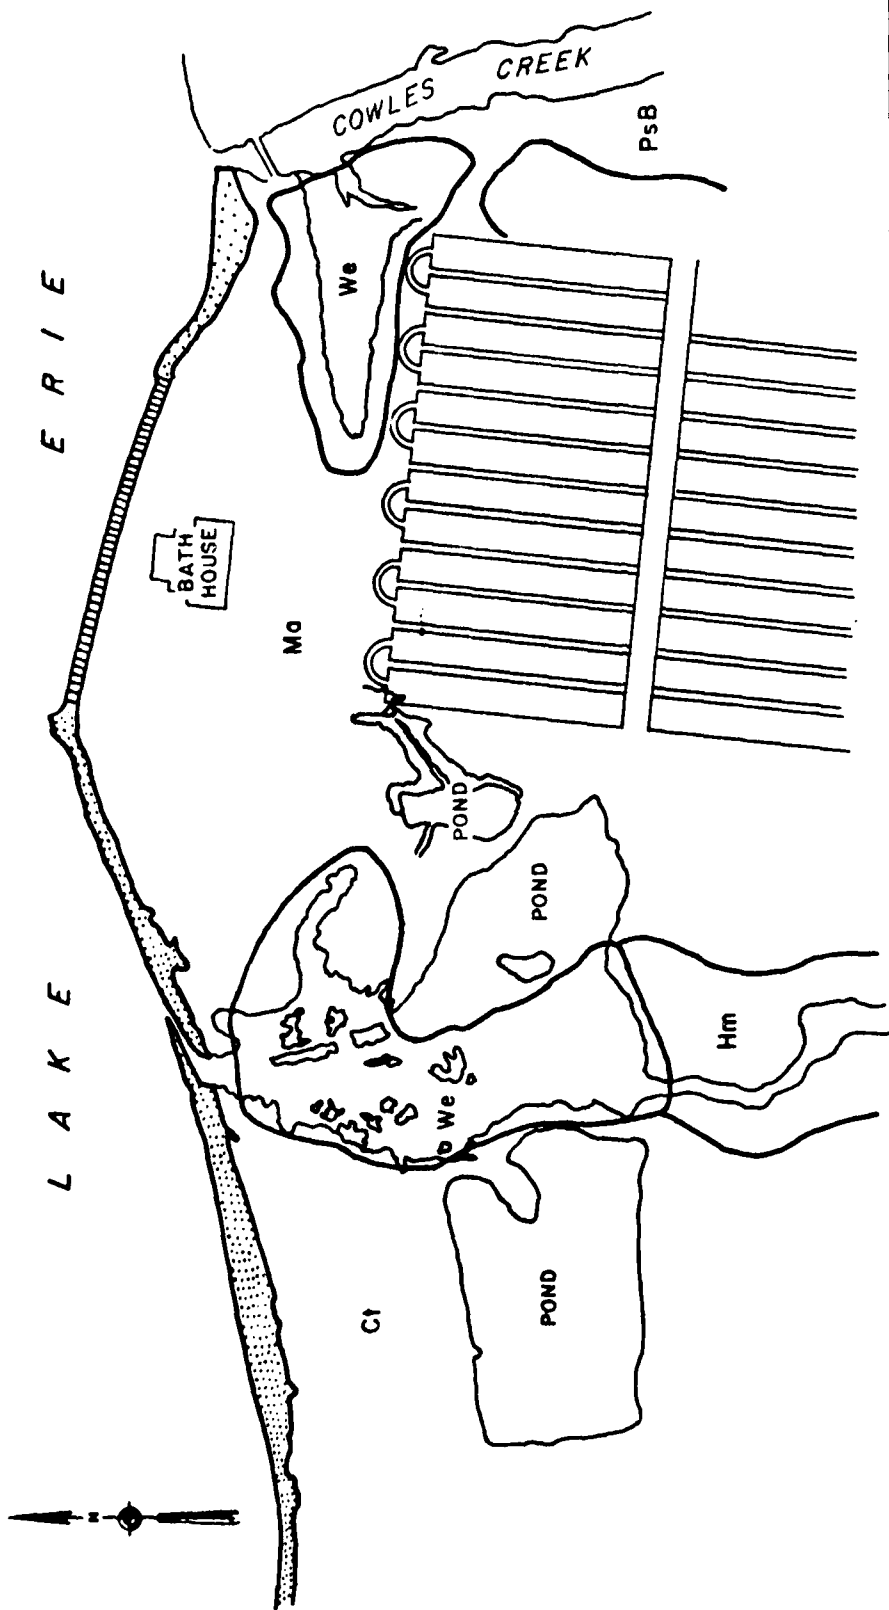 LAKE ERIE
N
BATH
HOUSE
COWLES CREEK
We
Ma
Ct
We
POND
POND
POND
PsB
Hm